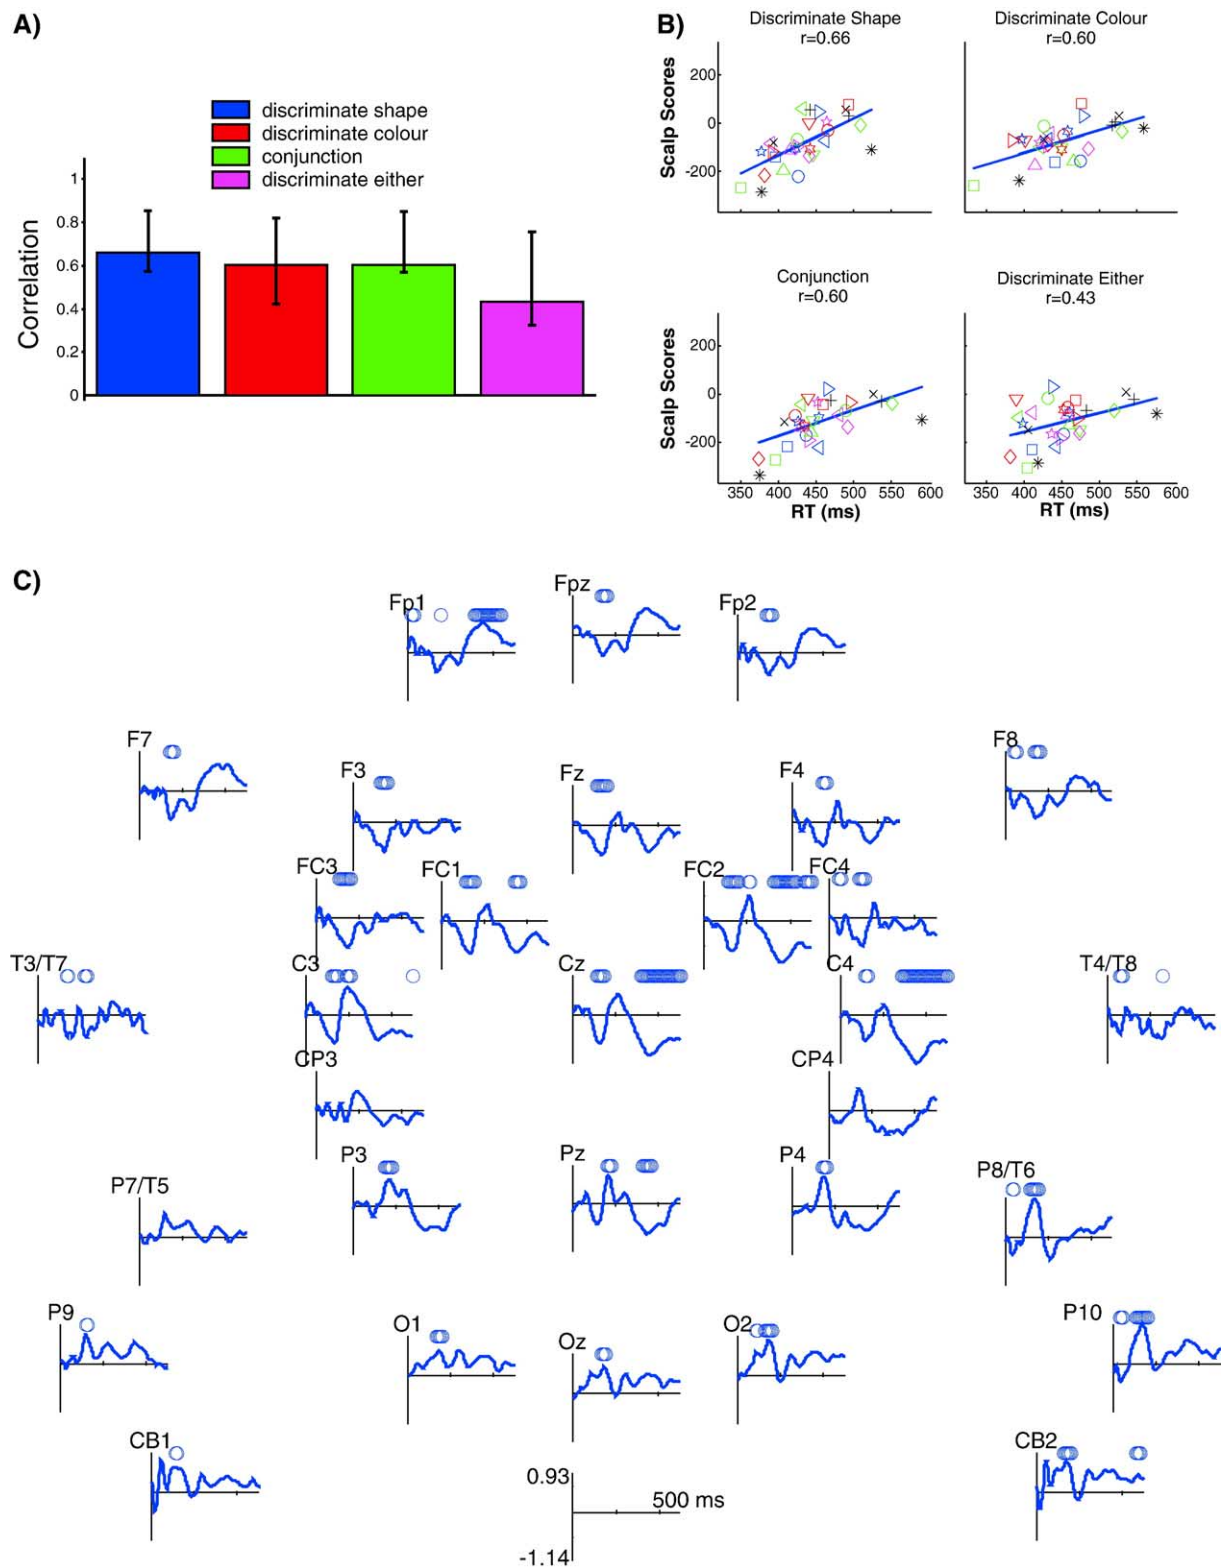 A)
discriminate shape
discriminate colour
conjunction
discriminate either
Correlation
1
0.8
0.6
0.4
0.2
0
B)
Discriminate Shape
r=0.66
Discriminate Colour
r=0.60
Scalp Scores
200
0
-200
Conjunction
r=0.60
Discriminate Either
r=0.43
Scalp Scores
200
0
-200
350 400 450 500 550 600
RT (ms)
350 400 450 500 550 600
RT (ms)
C)
Fp1
Fpz
Fp2
F7
F3
Fz
F4
F8
FC3
FC1
FC2
FC4
T3/T7
C3
Cz
C4
T4/T8
CP3
CP4
P7/T5
P3
Pz
P4
P8/T6
P9
O1
Oz
O2
P10
CB1
CB2
0.93
500 ms
-1.14